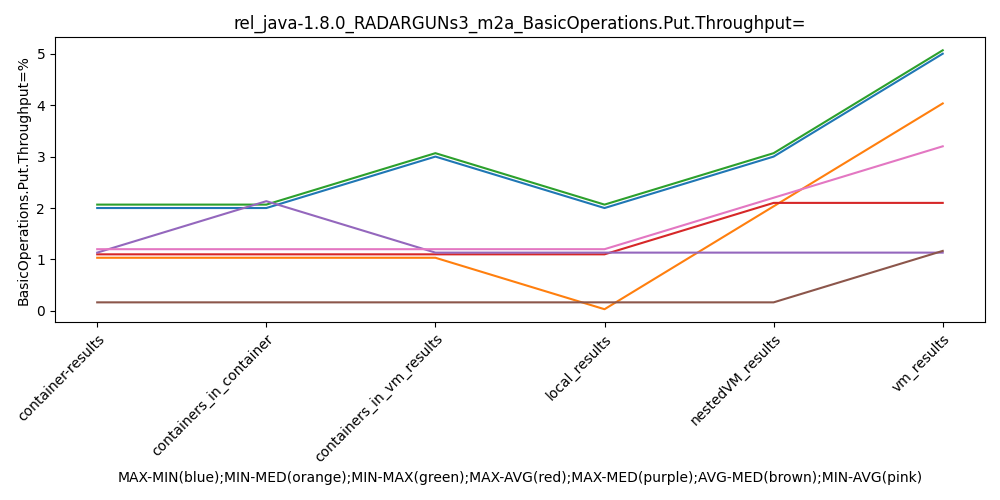 rel_java-1.8.0_RADARGUNs3_m2a_BasicOperations.Put.Throughput=
BasicOperations.Put.Throughput=%
5
4
3
2
1
0
container-results
containers_in_container
containers_in_vm_results
local_results
nestedVM_results
vm_results
MAX-MIN(blue);MIN-MED(orange);MIN-MAX(green);MAX-AVG(red);MAX-MED(purple);AVG-MED(brown);MIN-AVG(pink)